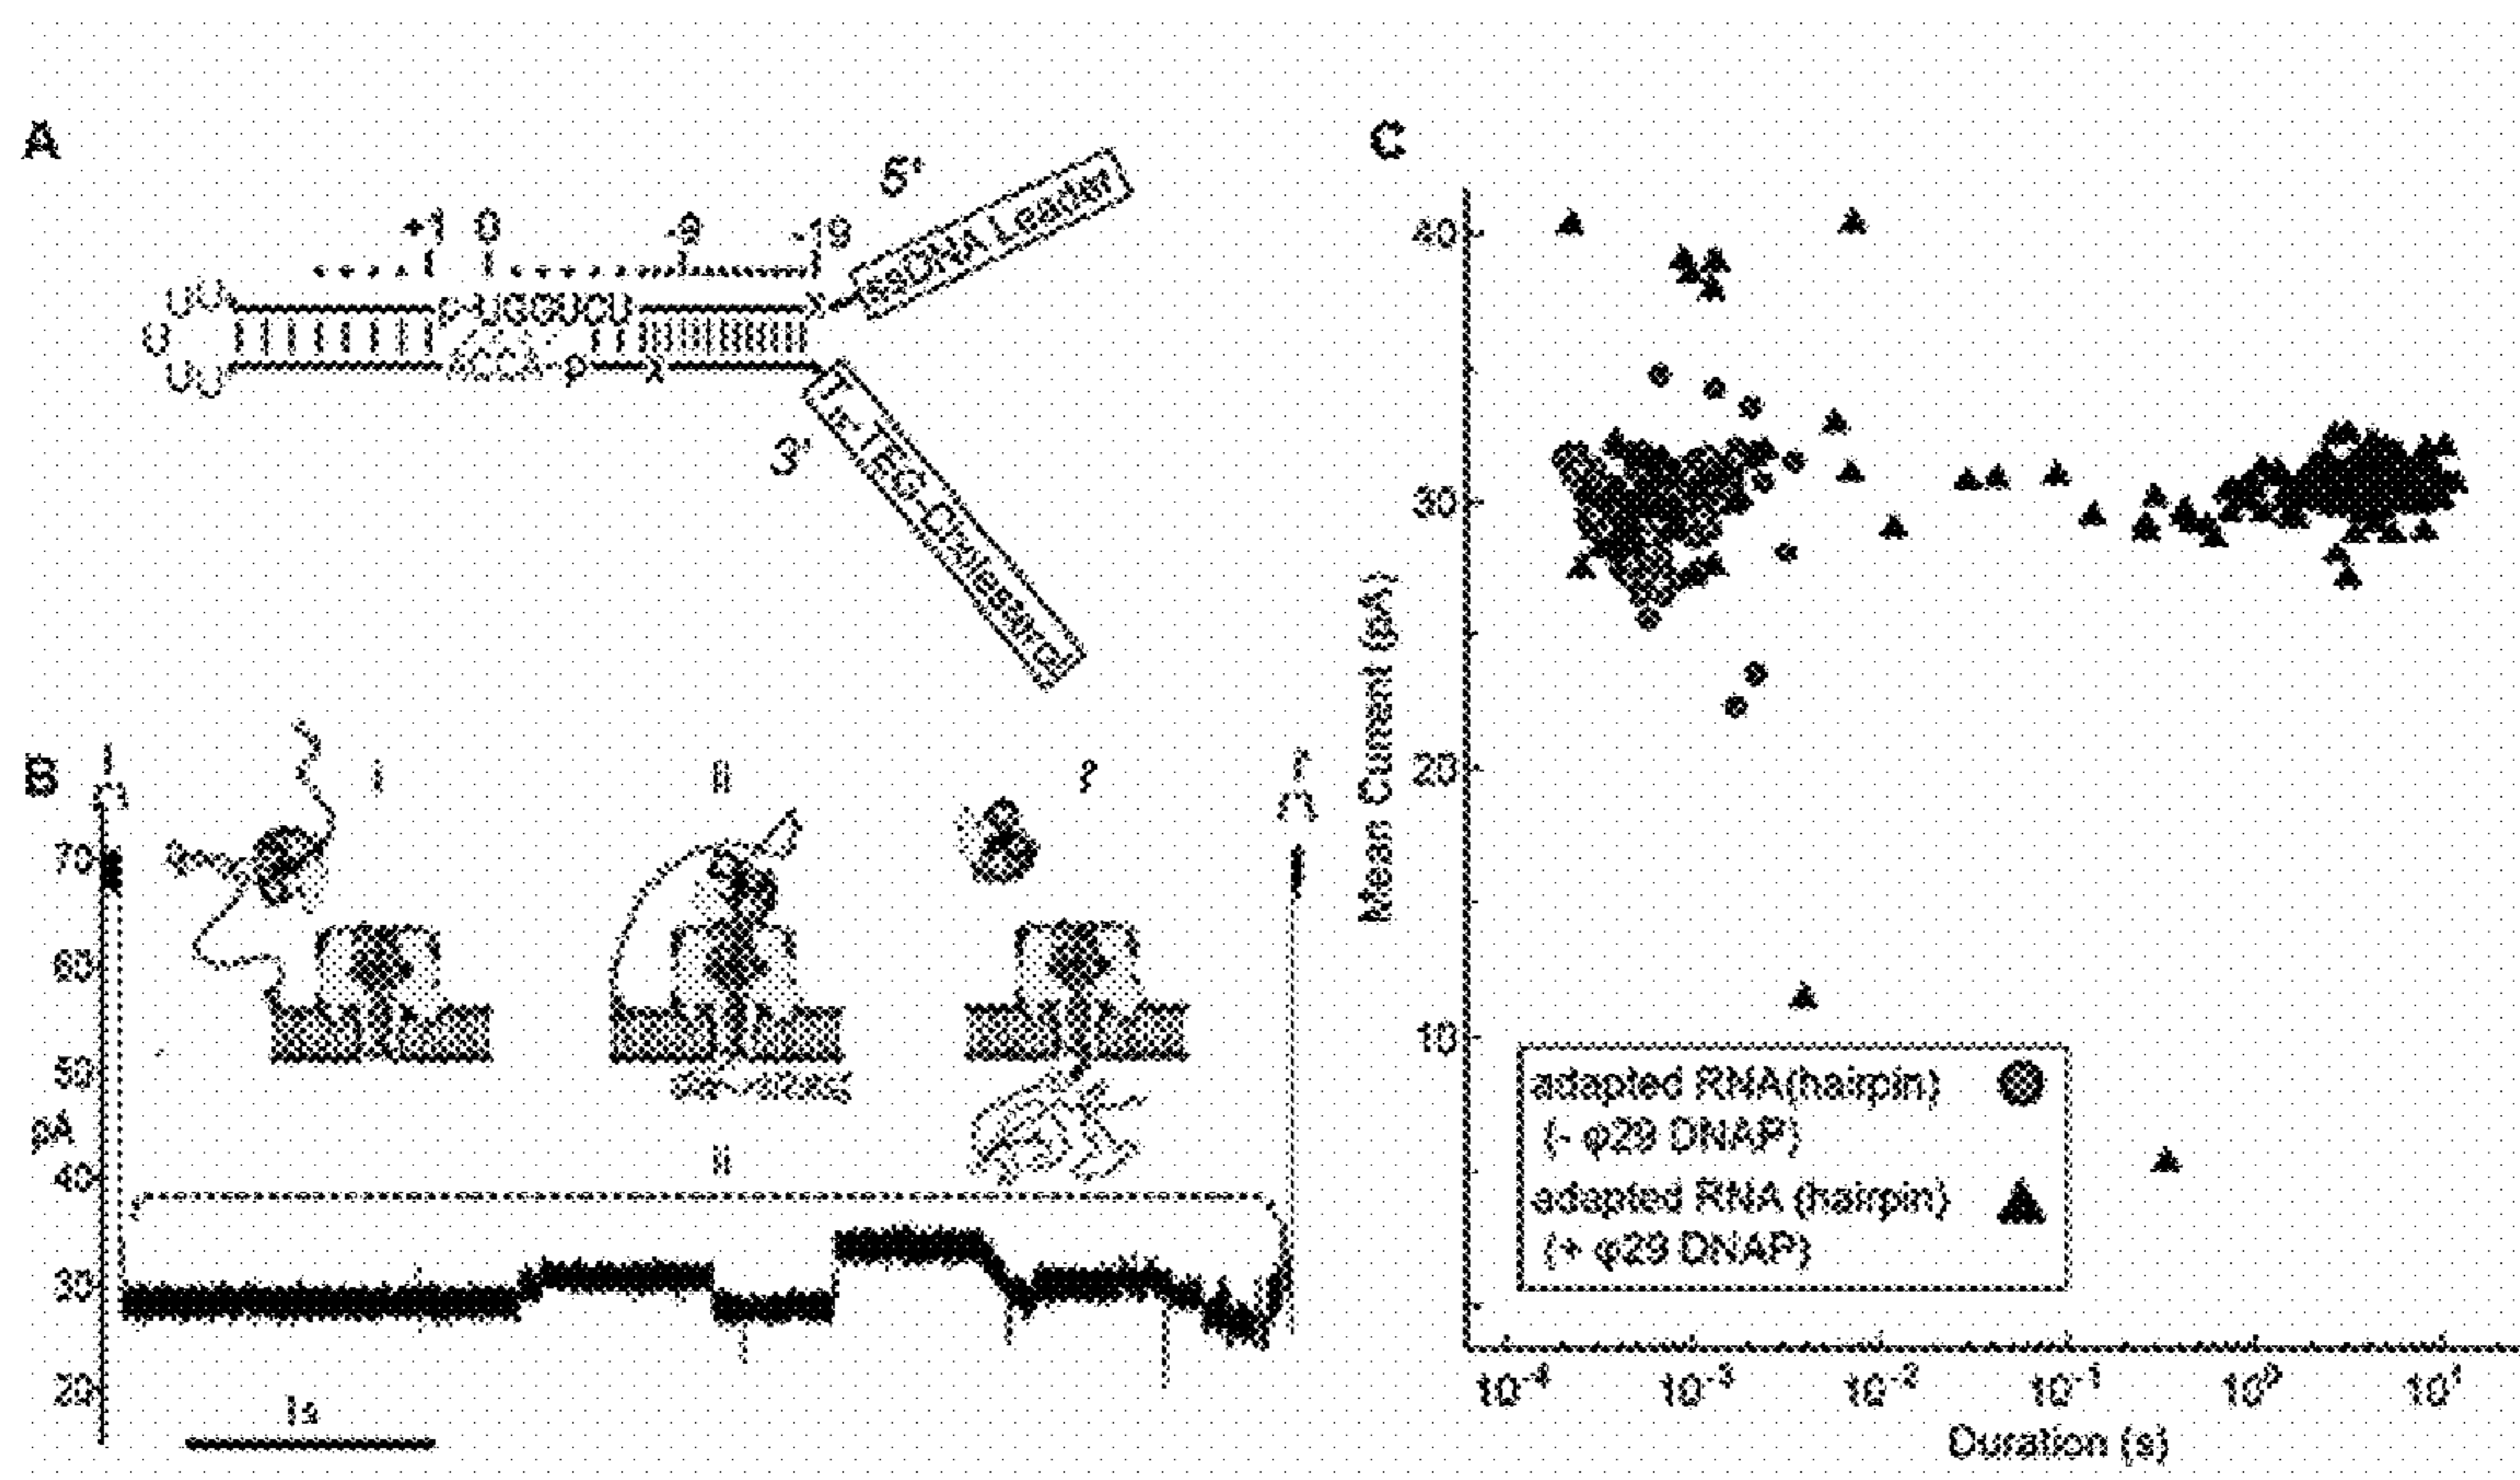 A
5'
+1 0 -9 -19
ssDNA Leader
UU
U
UU
p-UGGUCU X
ACCA-p X
3'
-TEG-Cholesterol
B
i
ii
?
70
60
50
pA
40
30
20
ii
1s
C
Mean Current (pA)
40
30
20
10
adapted RNA(hairpin)
(- φ29 DNAP)
adapted RNA (hairpin)
(+ φ29 DNAP)
10-4 10-3 10-2 10-1 100 101
Duration (s)